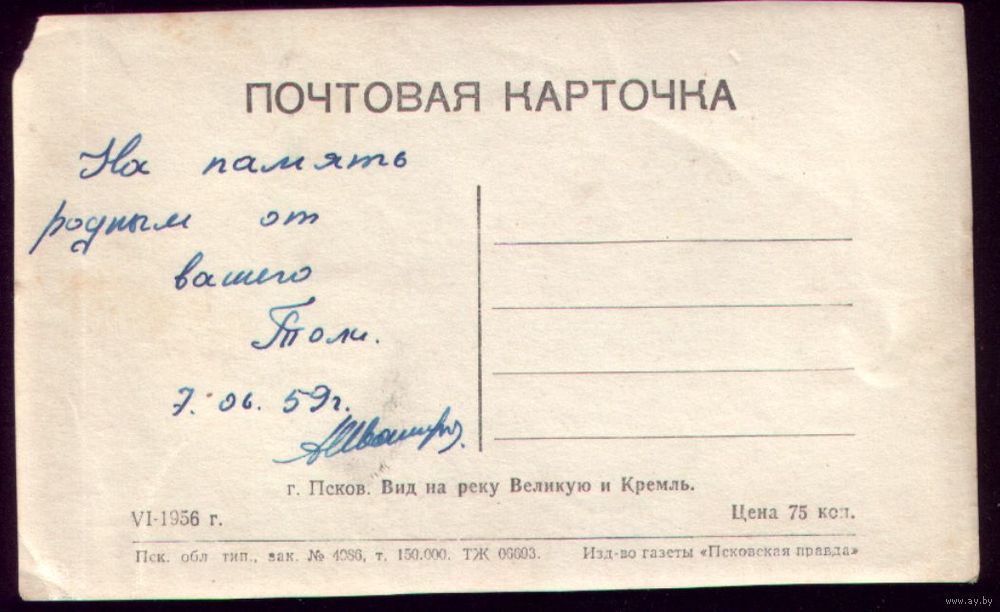 ПОЧТОВАЯ КАРТОЧКА
На память
родным от
вашего
Толи.
7. 06. 59г.
г. Псков. Вид на реку Великую и Кремль.
VI-1956 г.
Цена 75 коп.
Пск. обл тип., зак. № 4086, т. 150.000. ТЖ 06603. Изд-во газеты «Псковская правда»
www.ay.by